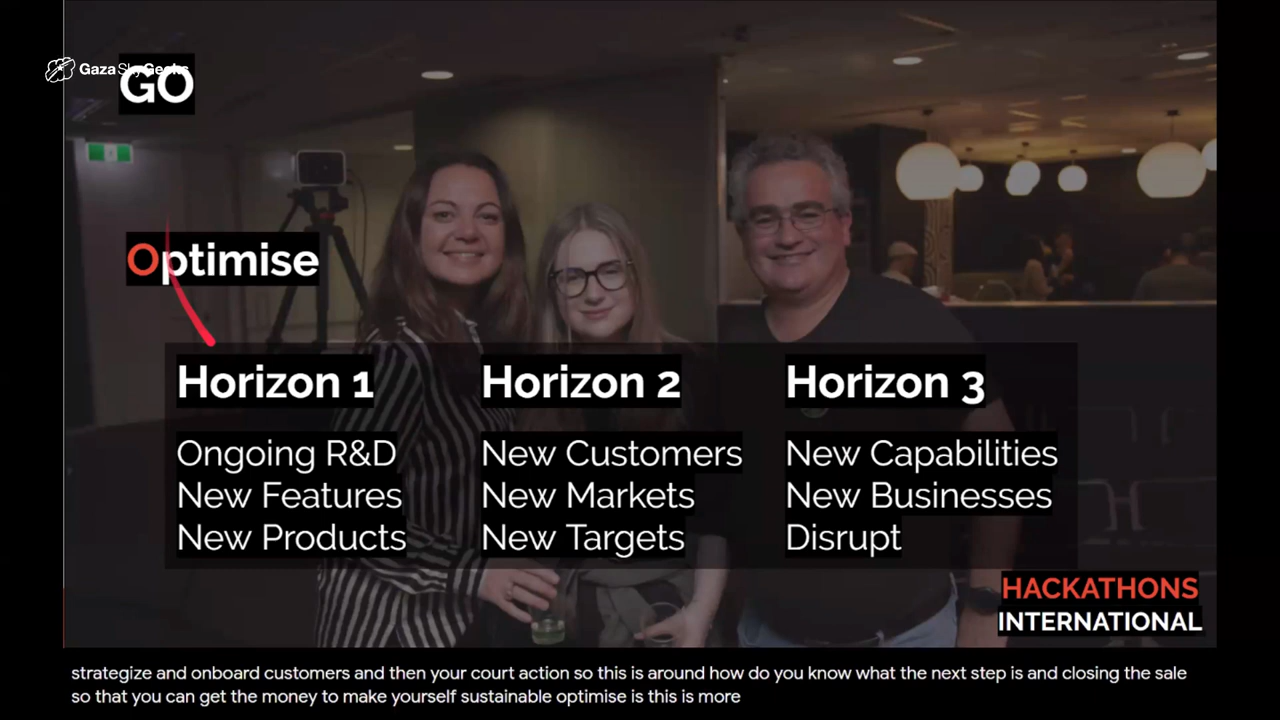 Gaza Sky Geeks
GO
Optimise
Horizon 1
Ongoing R&D
New Features
New Products
Horizon 2
New Customers
New Markets
New Targets
Horizon 3
New Capabilities
New Businesses
Disrupt
HACKATHONS
INTERNATIONAL
strategize and onboard customers and then your court action so this is around how do you know what the next step is and closing the sale
so that you can get the money to make yourself sustainable optimise is this is more